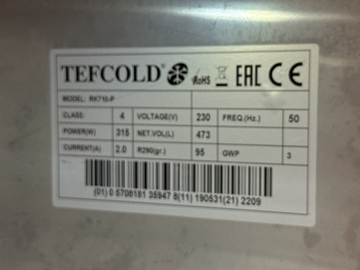 TEFCOLD RoHS EAC CE
MODEL: RK710-P
CLASS: 4 VOLTAGE(V) 230 FREQ.(Hz.) 50
POWER(W) 315 NET.VOL(L) 473
CURRENT(A) 2.0 R290(gr.) 95 GWP 3
(01) 0 5706181 35947 8(11) 190531(21) 2209